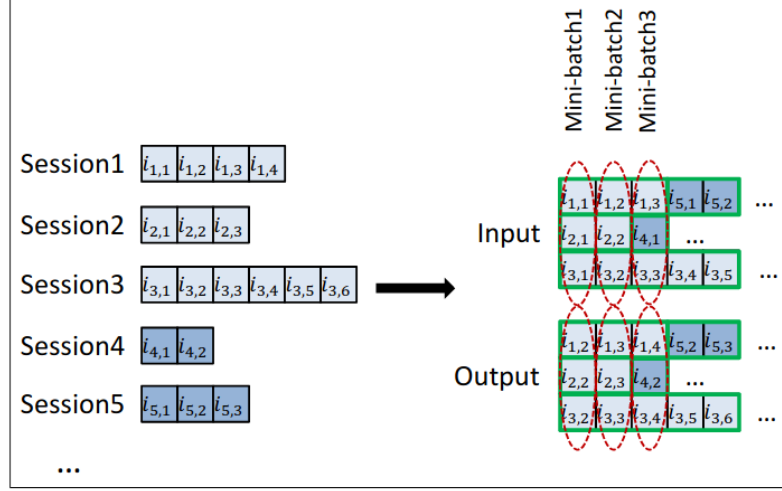 Mini-batch1
Mini-batch2
Mini-batch3
Session1 i1,1 i1,2 i1,3 i1,4
Session2 i2,1 i2,2 i2,3
Session3 i3,1 i3,2 i3,3 i3,4 i3,5 i3,6
Session4 i4,1 i4,2
Session5 i5,1 i5,2 i5,3
...
Input
i1,1 i1,2 i1,3 i5,1 i5,2 ...
i2,1 i2,2 i4,1 ...
i3,1 i3,2 i3,3 i3,4 i3,5 ...
Output
i1,2 i1,3 i1,4 i5,2 i5,3 ...
i2,2 i2,3 i4,2 ...
i3,2 i3,3 i3,4 i3,5 i3,6 ...